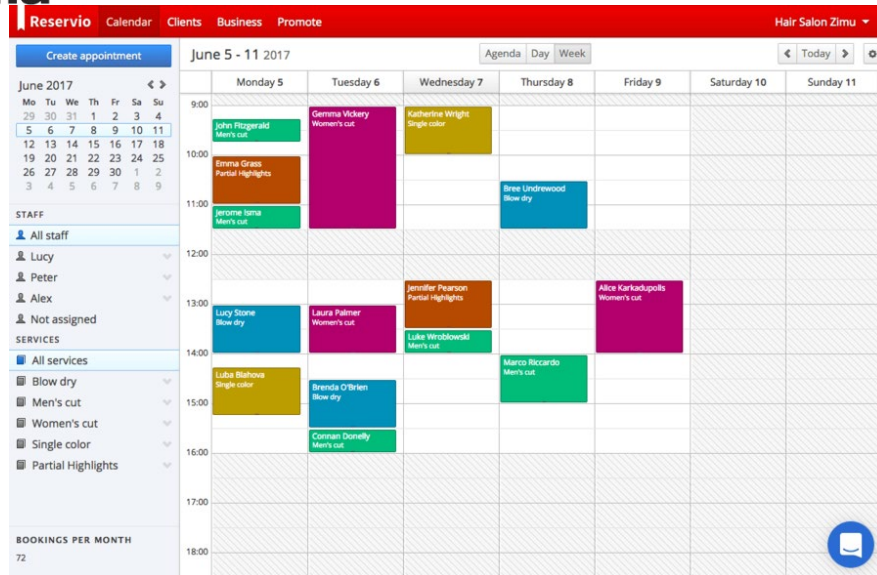 Reservio Calendar Clients Business Promote Hair Salon Zimu
Create appointment
June 5 - 11 2017
Agenda Day Week
Today
June 2017
Mo Tu We Th Fr Sa Su
29 30 31 1 2 3 4
5 6 7 8 9 10 11
12 13 14 15 16 17 18
19 20 21 22 23 24 25
26 27 28 29 30 1 2
3 4 5 6 7 8 9
STAFF
All staff
Lucy
Peter
Alex
Not assigned
SERVICES
All services
Blow dry
Men's cut
Women's cut
Single color
Partial Highlights
BOOKINGS PER MONTH
72
Monday 5 Tuesday 6 Wednesday 7 Thursday 8 Friday 9 Saturday 10 Sunday 11
9:00
10:00
11:00
12:00
13:00
14:00
15:00
16:00
17:00
18:00
John Fitzgerald
Men's cut
Emma Grass
Partial Highlights
Jerome Isma
Men's cut
Lucy Stone
Blow dry
Luba Blahova
Single color
Gemma Vickery
Women's cut
Laura Palmer
Women's cut
Brenda O'Brien
Blow dry
Connan Donelly
Men's cut
Katherine Wright
Single color
Jennifer Pearson
Partial Highlights
Luke Wroblowski
Men's cut
Bree Undrewood
Blow dry
Marco Riccardo
Men's cut
Alice Karkadupolis
Women's cut